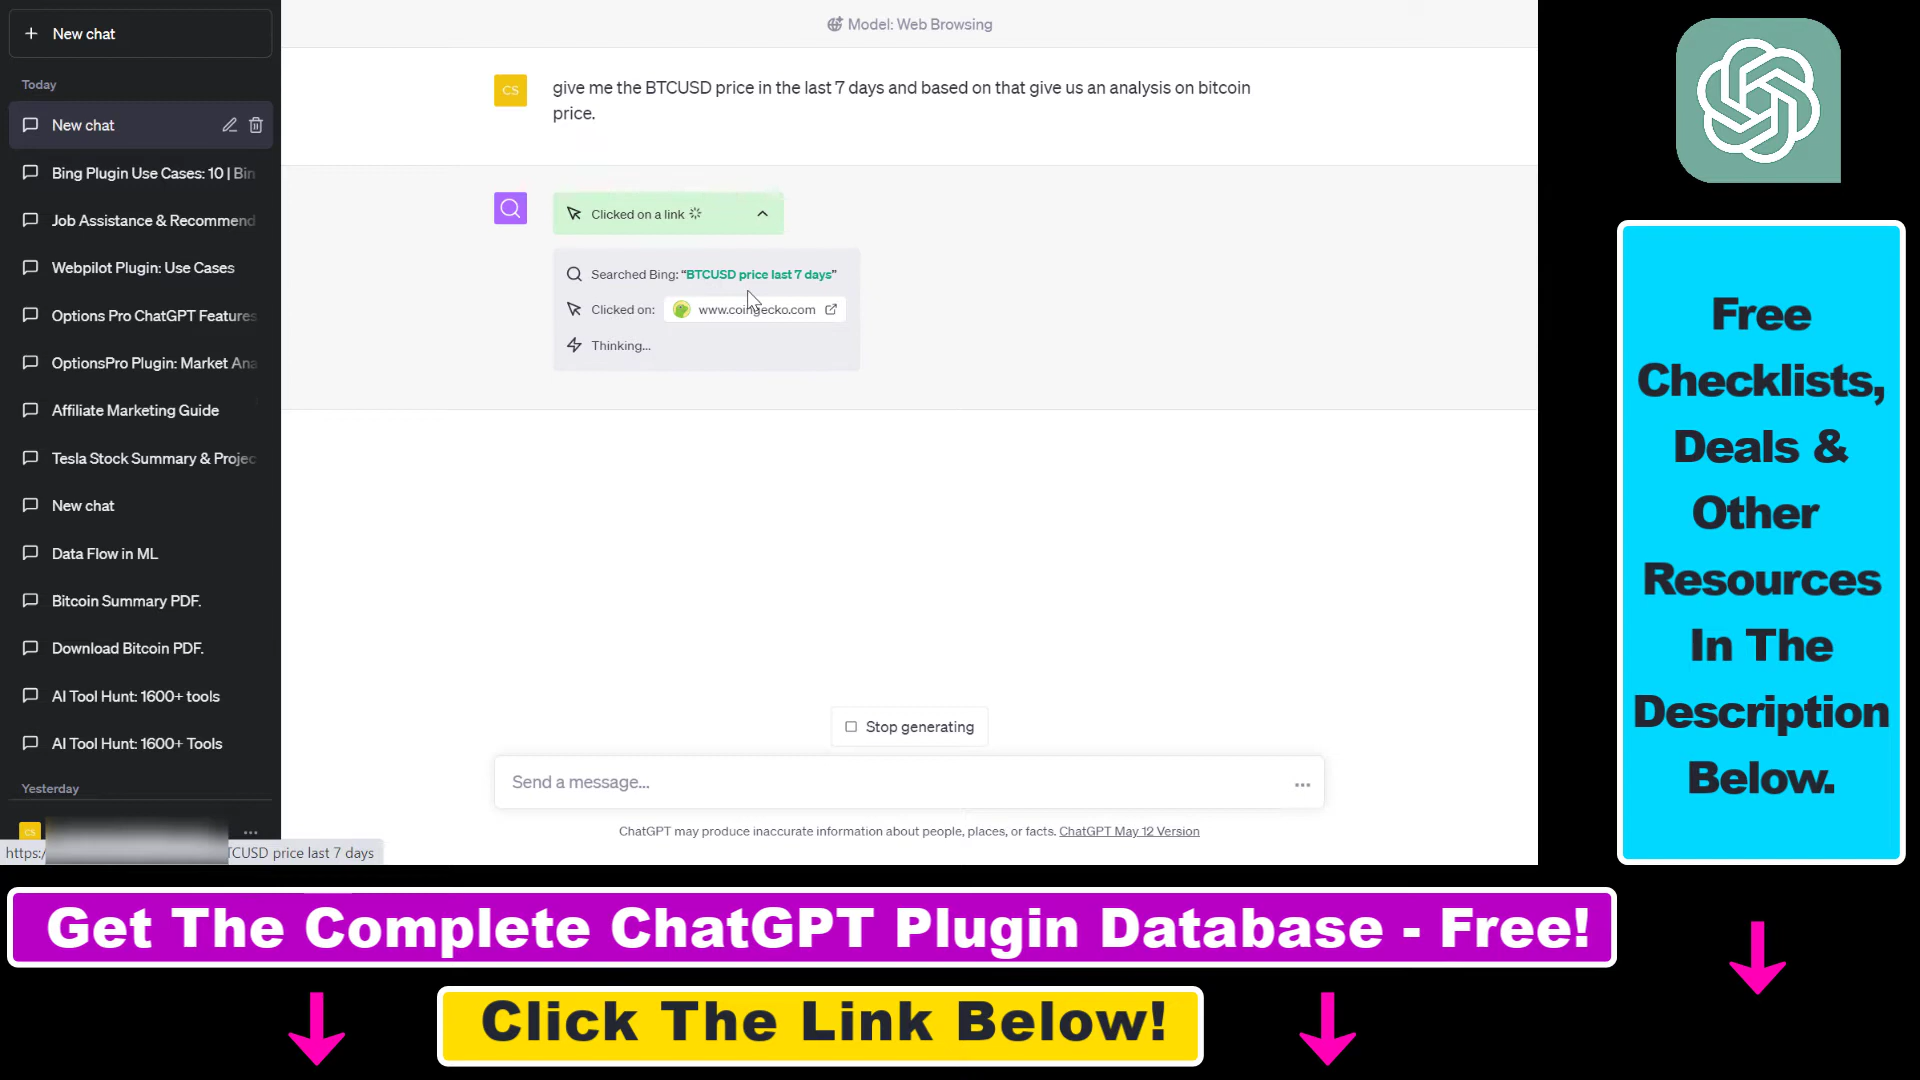 New chat
Today
New chat
Bing Plugin Use Cases: 10 | Bin
Job Assistance & Recommend
Webpilot Plugin: Use Cases
Options Pro ChatGPT Features
OptionsPro Plugin: Market Ana
Affiliate Marketing Guide
Tesla Stock Summary & Projec
New chat
Data Flow in ML
Bitcoin Summary PDF.
Download Bitcoin PDF.
AI Tool Hunt: 1600+ tools
AI Tool Hunt: 1600+ Tools
Yesterday
CS
https:/
TCUSD price last 7 days
Model: Web Browsing
CS
give me the BTCUSD price in the last 7 days and based on that give us an analysis on bitcoin
price.
Clicked on a link
Searched Bing: “BTCUSD price last 7 days”
Clicked on: www.coingecko.com
Thinking...
Stop generating
Send a message...
ChatGPT may produce inaccurate information about people, places, or facts. ChatGPT May 12 Version
Free
Checklists,
Deals &
Other
Resources
In The
Description
Below.
Get The Complete ChatGPT Plugin Database - Free!
Click The Link Below!